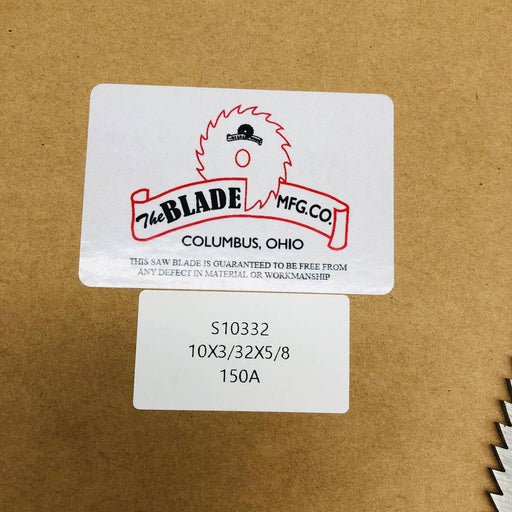 The BLADE MFG.CO.
COLUMBUS, OHIO
THIS SAW BLADE IS GUARANTEED TO BE FREE FROM
ANY DEFECT IN MATERIAL OR WORKMANSHIP
S10332
10X3/32X5/8
150A